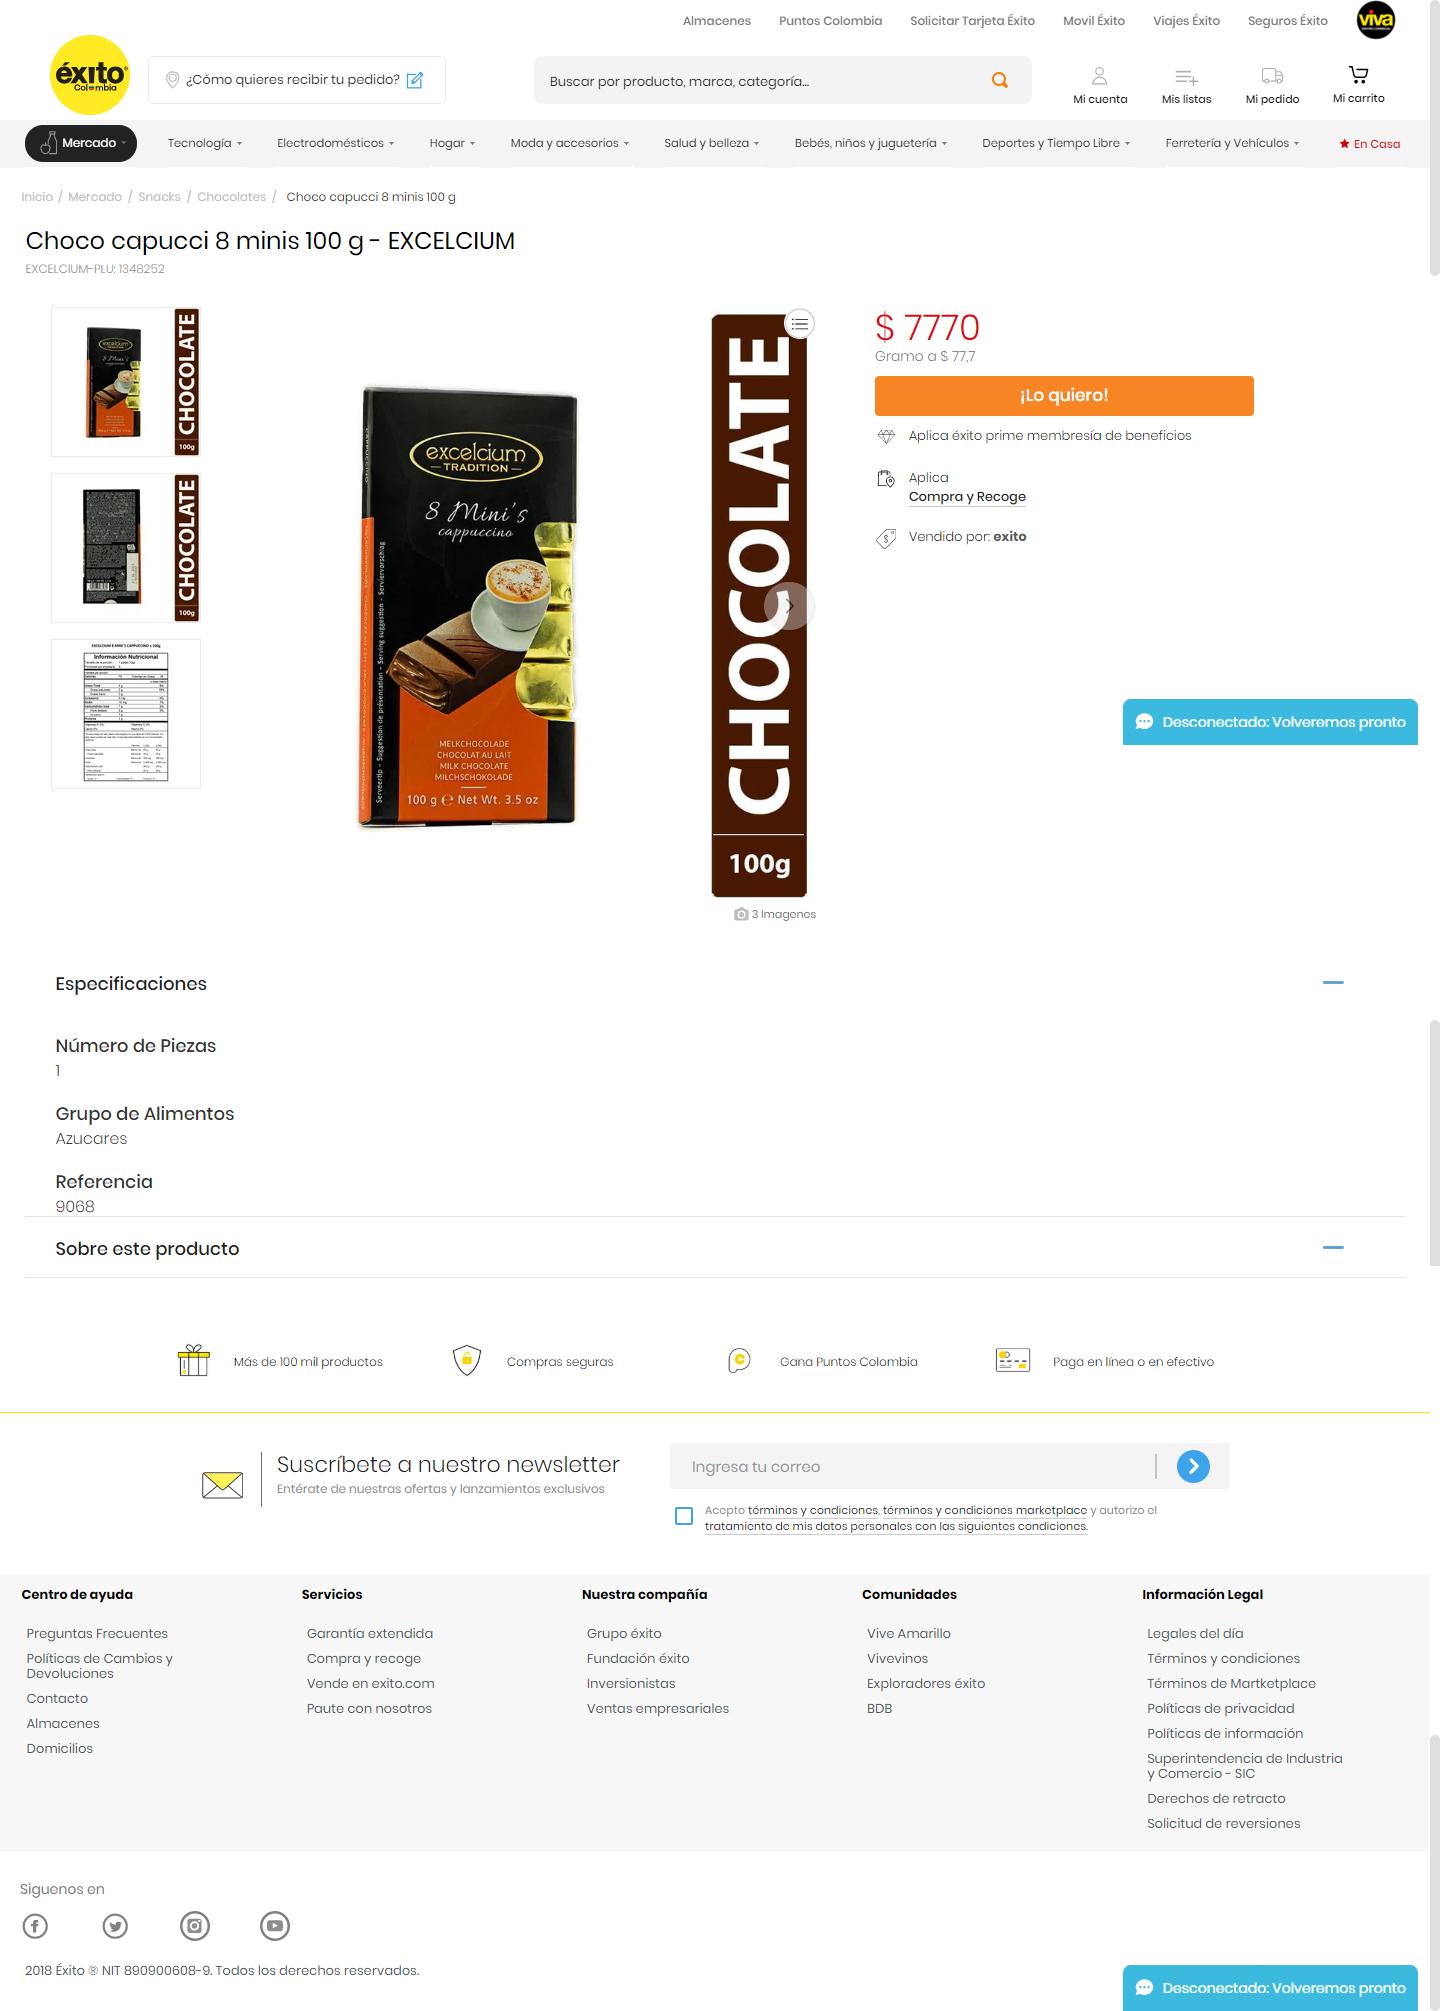 Almacenes Puntos Colombia Solicitar Tarjeta Éxito Movil Éxito Viajes Éxito Seguros Éxito viva
éxito
Colombia
¿Cómo quieres recibir tu pedido?
Buscar por producto, marca, categoría...
Mi cuenta Mis listas Mi pedido Mi carrito
Mercado Tecnología Electrodomésticos Hogar Moda y accesorios Salud y belleza Bebés, niños y juguetería Deportes y Tiempo Libre Ferretería y Vehículos En Casa
Inicio / Mercado / Snacks / Chocolates / Choco capucci 8 minis 100 g
Choco capucci 8 minis 100 g - EXCELCIUM
EXCELCIUM-PLU: 1348252
CHOCOLATE
100g
CHOCOLATE
100g
EXCELCIUM 8 MINI'S CAPPUCCINO x 100g
Información Nutricional
excelcium
TRADITION
8 Mini's
cappuccino
CAPPUCCINO
Serveertip - Suggestion de présentation - Serving suggestion - Serviervorschlag
MELKCHOCOLADE
CHOCOLAT AU LAIT
MILK CHOCOLATE
MILCHSCHOKOLADE
100 g ℮ Net Wt. 3.5 oz
CHOCOLATE
100g
3 Imagenes
$ 7770
Gramo a $ 77,7
¡Lo quiero!
Aplica éxito prime membresía de beneficios
Aplica
Compra y Recoge
Vendido por: exito
Desconectado: Volveremos pronto
Especificaciones
Número de Piezas
1
Grupo de Alimentos
Azucares
Referencia
9068
Sobre este producto
Más de 100 mil productos Compras seguras Gana Puntos Colombia Paga en línea o en efectivo
Suscríbete a nuestro newsletter
Entérate de nuestras ofertas y lanzamientos exclusivos
Ingresa tu correo
Acepto términos y condiciones, términos y condiciones marketplace y autorizo el
tratamiento de mis datos personales con las siguientes condiciones.
Centro de ayuda
Preguntas Frecuentes
Políticas de Cambios y
Devoluciones
Contacto
Almacenes
Domicilios
Servicios
Garantía extendida
Compra y recoge
Vende en exito.com
Paute con nosotros
Nuestra compañía
Grupo éxito
Fundación éxito
Inversionistas
Ventas empresariales
Comunidades
Vive Amarillo
Vivevinos
Exploradores éxito
BDB
Información Legal
Legales del día
Términos y condiciones
Términos de Martketplace
Políticas de privacidad
Políticas de información
Superintendencia de Industria
y Comercio - SIC
Derechos de retracto
Solicitud de reversiones
Siguenos en
2018 Éxito ® NIT 890900608-9. Todos los derechos reservados.
Desconectado: Volveremos pronto